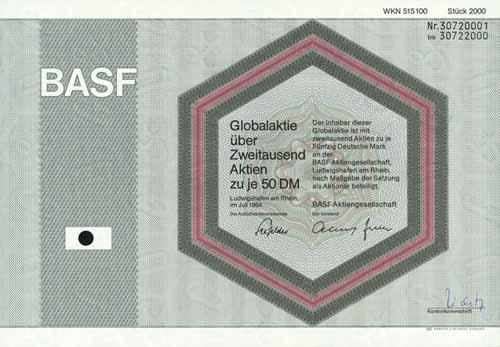 WKN 515100 Stück 2000
Nr. 30720001
bis 30722000
BASF
Globalaktie
über
Zweitausend
Aktien
zu je 50 DM
Ludwigshafen am Rhein,
im Juli 1984
Der Aufsichtsratsvorsitzende
Der Inhaber dieser
Globalaktie ist mit
zweitausend Aktien zu je
Fünfzig Deutsche Mark
an der
BASF Aktiengesellschaft,
Ludwigshafen am Rhein,
nach Maßgabe der Satzung
als Aktionär beteiligt.
BASF Aktiengesellschaft
Der Vorstand
Kontrollunterschrift